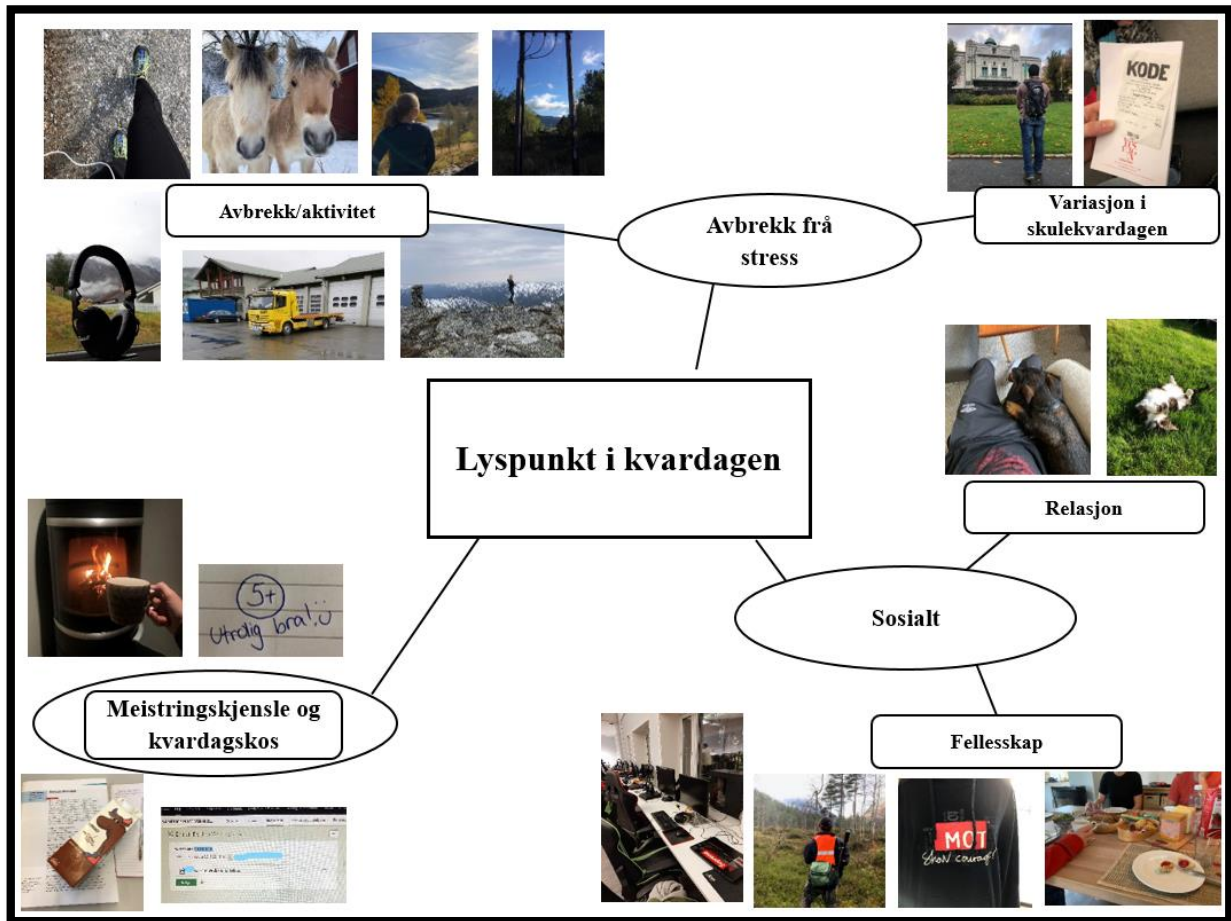 KODE
Avbrekk/aktivitet
Avbrekk frå
stress
Variasjon i
skulekvardagen
Lyspunkt i kvardagen
Relasjon
5+
Utrolig bra!
Sosialt
Meistringskjensle og
kvardagskos
Fellesskap
MOT
Show courage!